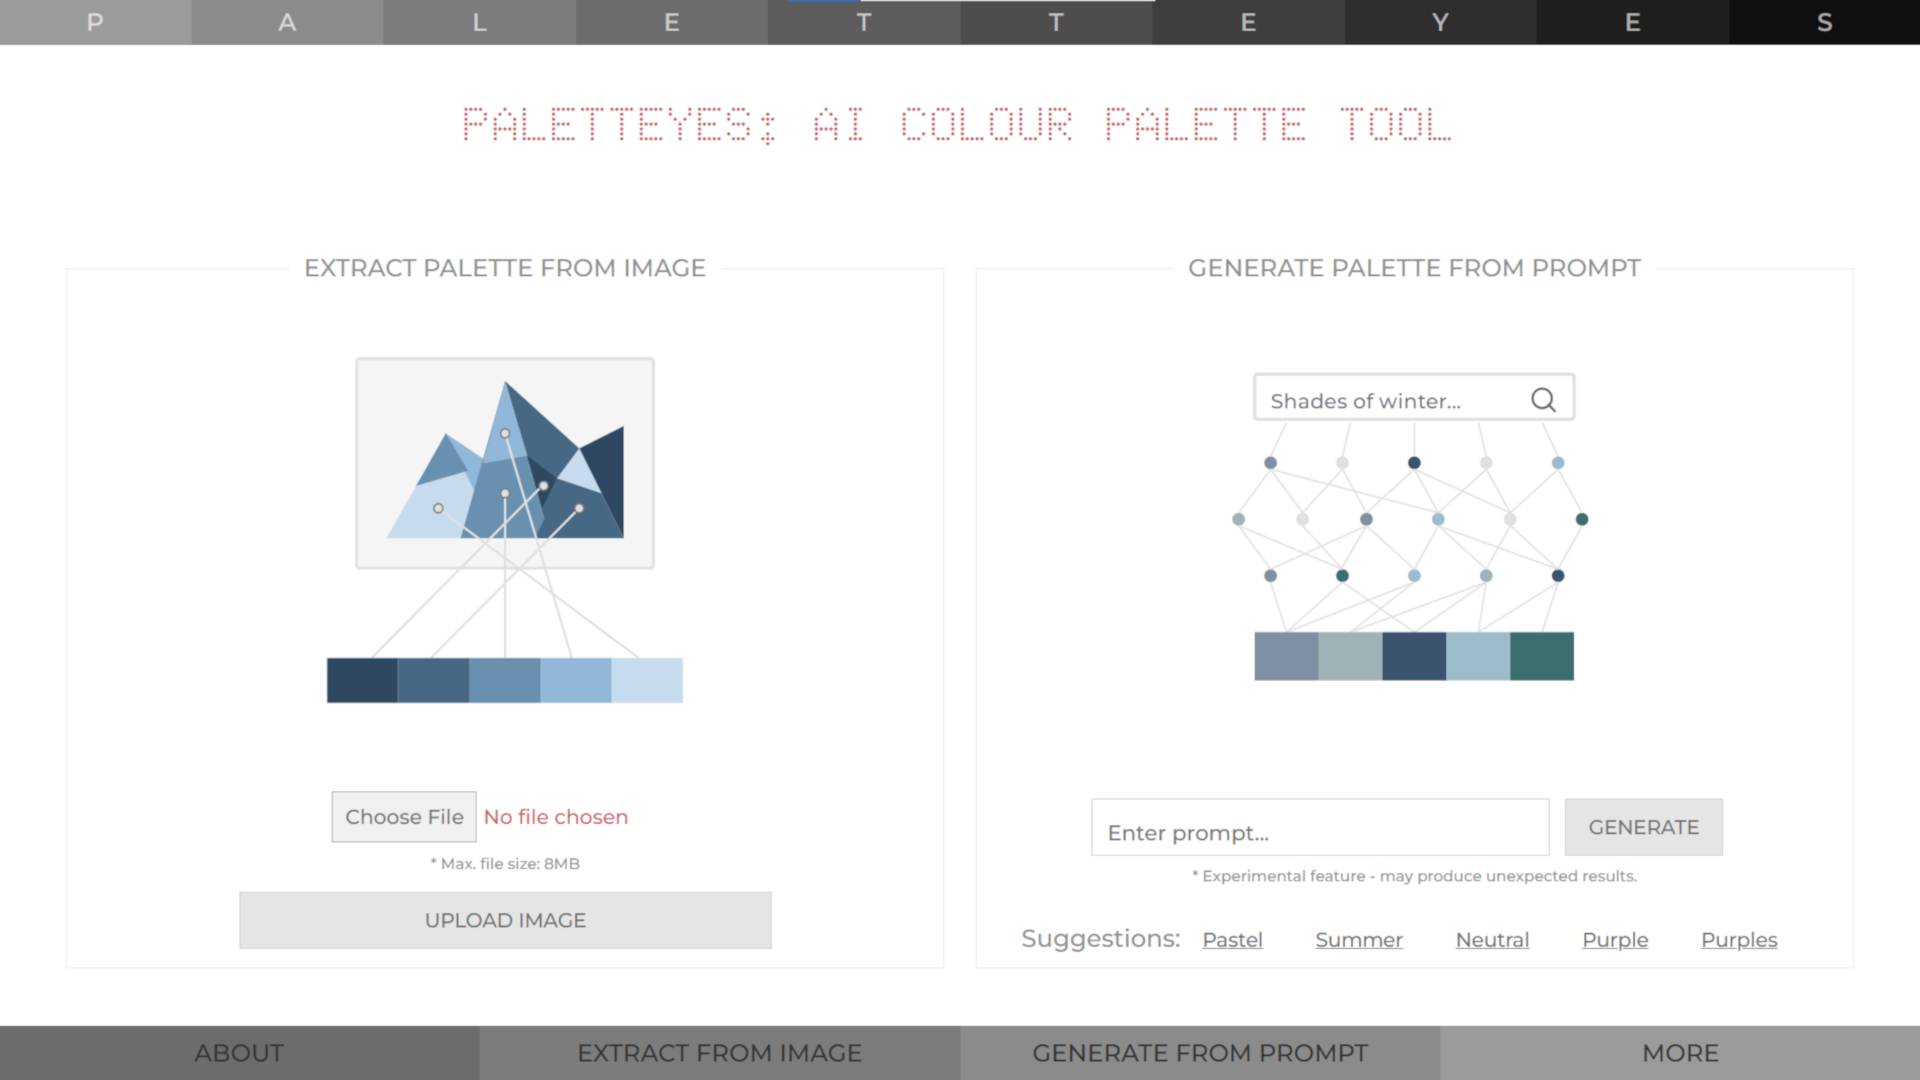 P A L E T T E Y E S
PALETTEYES: AI COLOUR PALETTE TOOL
EXTRACT PALETTE FROM IMAGE
Choose File No file chosen
* Max. file size: 8MB
UPLOAD IMAGE
GENERATE PALETTE FROM PROMPT
Shades of winter...
Enter prompt...
GENERATE
* Experimental feature - may produce unexpected results.
Suggestions: Pastel Summer Neutral Purple Purples
ABOUT EXTRACT FROM IMAGE GENERATE FROM PROMPT MORE